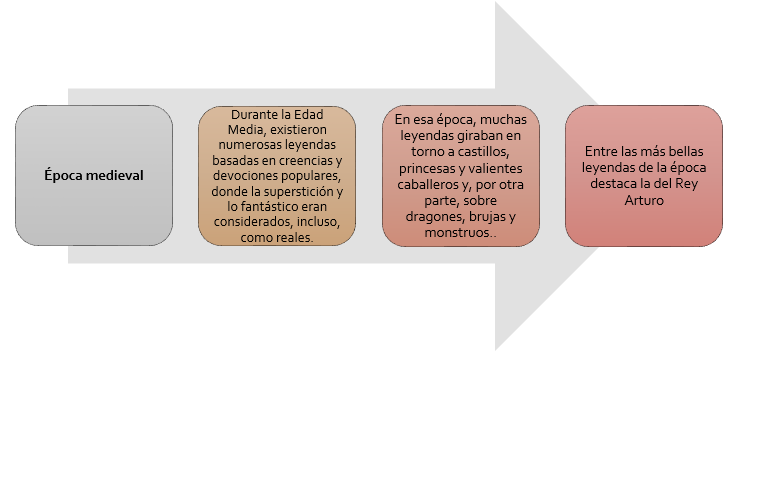 Época medieval
Durante la Edad
Media, existieron
numerosas leyendas
basadas en creencias y
devociones populares,
donde la superstición y
lo fantástico eran
considerados, incluso,
como reales.
En esa época, muchas
leyendas giraban en
torno a castillos,
princesas y valientes
caballeros y, por otra
parte, sobre
dragones, brujas y
monstruos..
Entre las más bellas
leyendas de la época
destaca la del Rey
Arturo